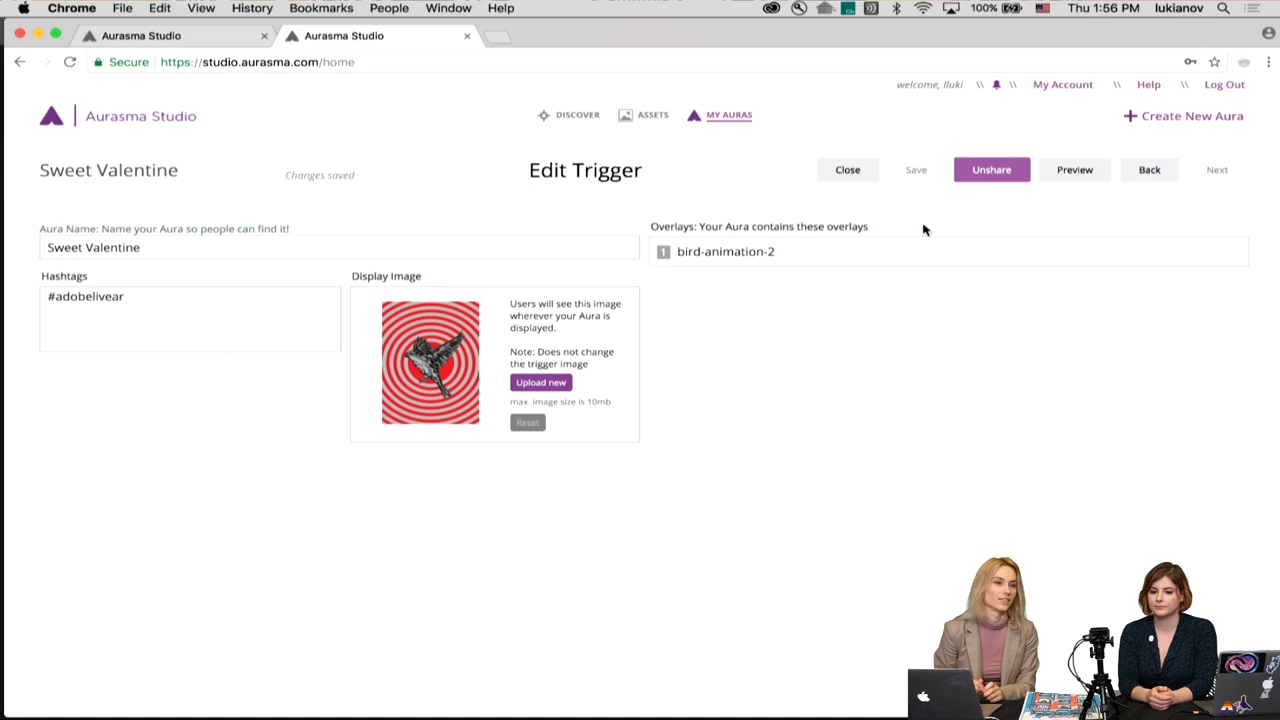 Chrome File Edit View History Bookmarks People Window Help 100% Thu 1:56 PM lukianov
Aurasma Studio Aurasma Studio
Secure https://studio.aurasma.com/home
welcome, lluki \\ \\ My Account \\ Help \\ Log Out
Aurasma Studio DISCOVER ASSETS MY AURAS Create New Aura
Sweet Valentine Changes saved Edit Trigger Close Save Unshare Preview Back Next
Aura Name: Name your Aura so people can find it! Overlays: Your Aura contains these overlays
Sweet Valentine 1 bird-animation-2
Hashtags Display Image
#adobelivear
Users will see this image
wherever your Aura is
displayed.
Note: Does not change
the trigger image
Upload new
max. image size is 10mb
Reset